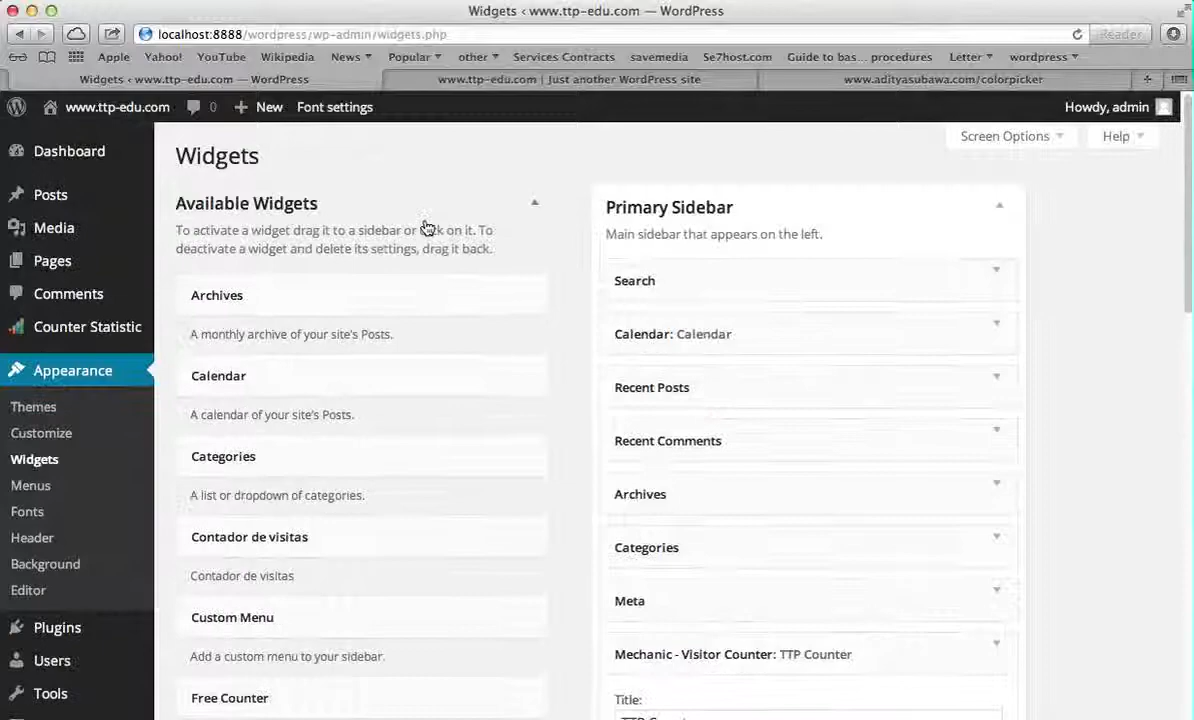 Widgets ‹ www.ttp-edu.com — WordPress
localhost:8888/wordpress/wp-admin/widgets.php
Reader
Apple Yahoo! YouTube Wikipedia News Popular other Services Contracts savemedia Se7host.com Guide to bas... procedures Letter wordpress
Widgets ‹ www.ttp-edu.com — WordPress
www.ttp-edu.com | Just another WordPress site
www.adityasubawa.com/colorpicker
www.ttp-edu.com 0 + New Font settings Howdy, admin
Screen Options Help
Dashboard
Posts
Media
Pages
Comments
Counter Statistic
Appearance
Themes
Customize
Widgets
Menus
Fonts
Header
Background
Editor
Plugins
Users
Tools
Widgets
Available Widgets
To activate a widget drag it to a sidebar or on it. To
deactivate a widget and delete its settings, drag it back.
Archives
A monthly archive of your site's Posts.
Calendar
A calendar of your site's Posts.
Categories
A list or dropdown of categories.
Contador de visitas
Contador de visitas
Custom Menu
Add a custom menu to your sidebar.
Free Counter
Primary Sidebar
Main sidebar that appears on the left.
Search
Calendar: Calendar
Recent Posts
Recent Comments
Archives
Categories
Meta
Mechanic - Visitor Counter: TTP Counter
Title: